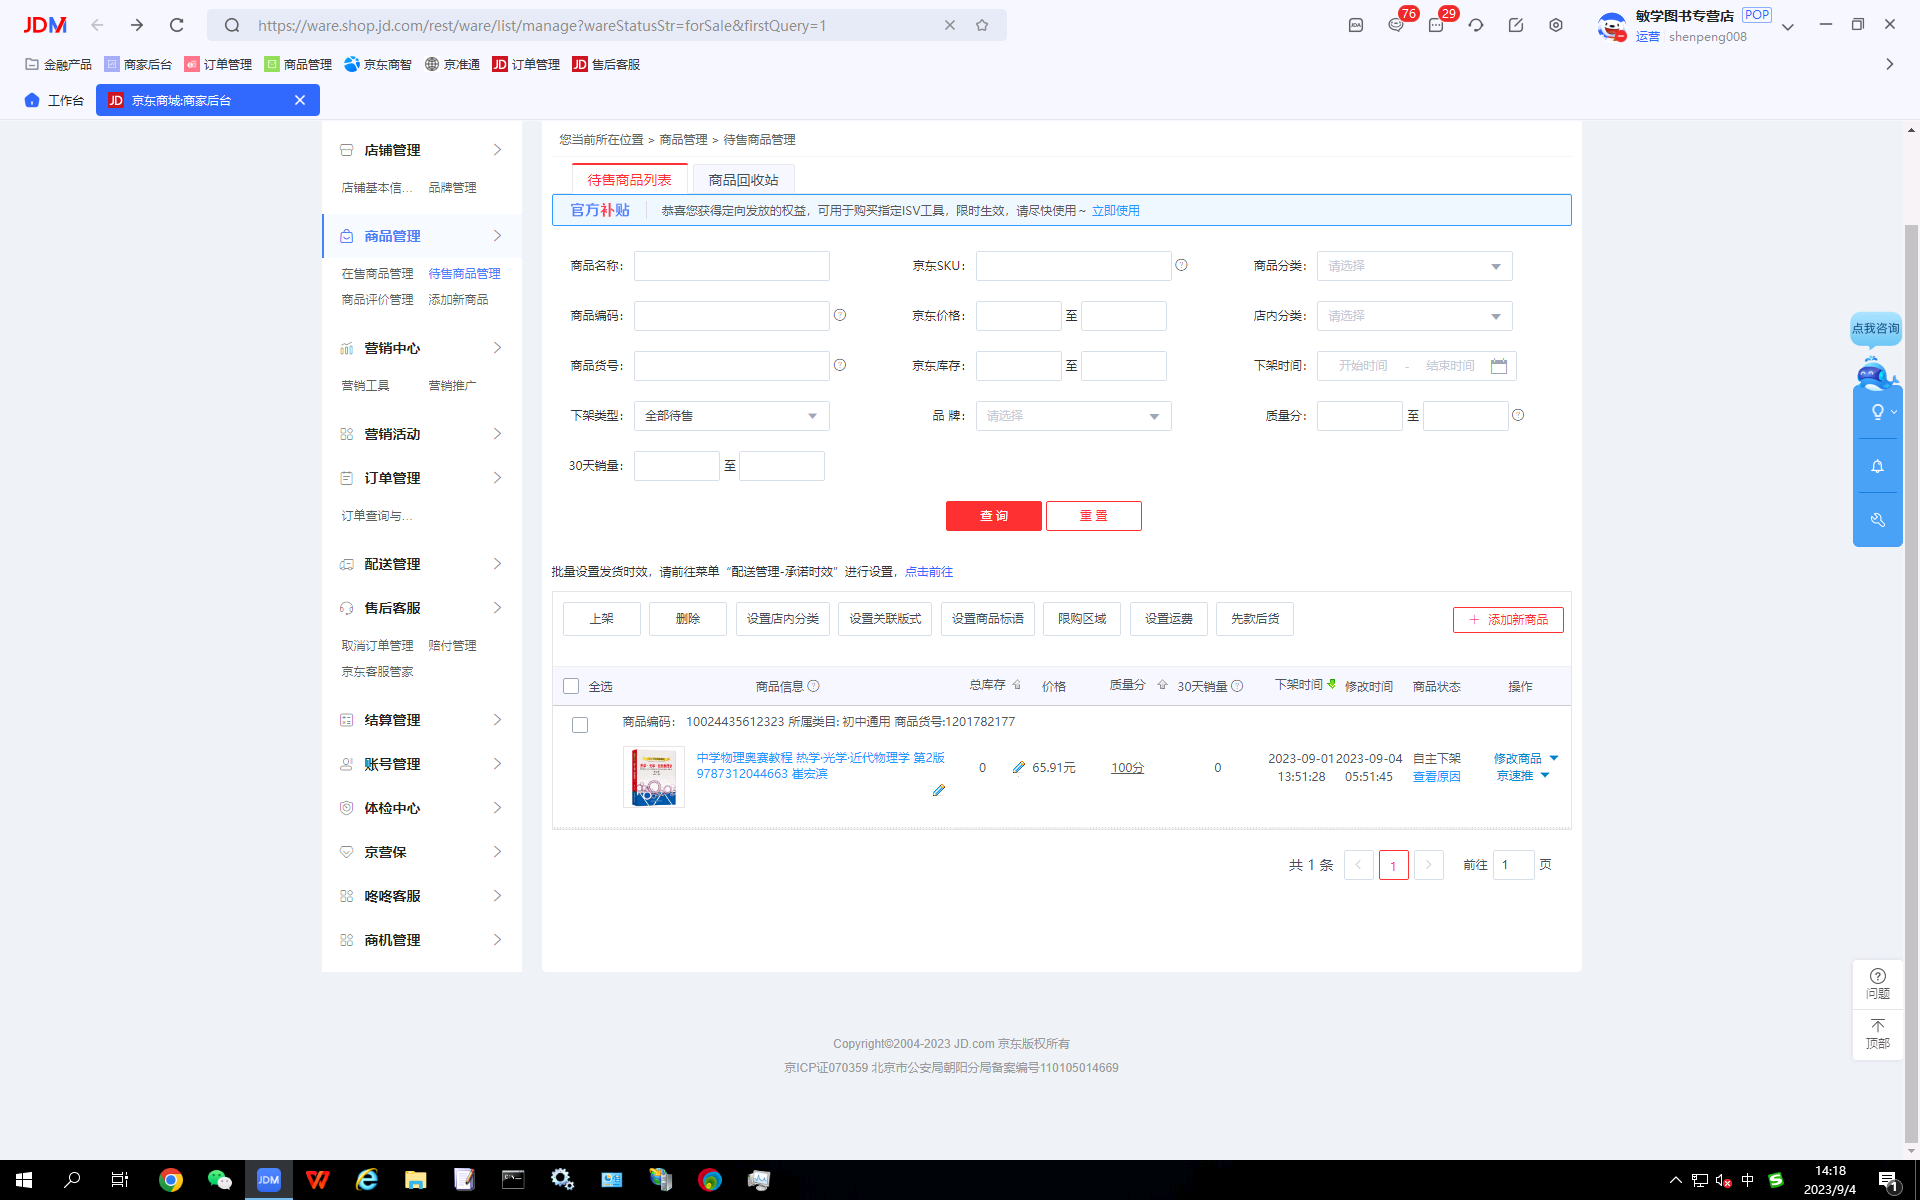 JDM
https://ware.shop.jd.com/rest/ware/list/manage?wareStatusStr=forSale&firstQuery=1
76
29
敏学图书专营店 POP
运营 shenpeng008
金融产品 商家后台 订单管理 商品管理 京东商智 京准通 JD 订单管理 JD 售后客服
工作台 JD 京东商城·商家后台
店铺管理
店铺基本信... 品牌管理
商品管理
在售商品管理 待售商品管理
商品评价管理 添加新商品
营销中心
营销工具 营销推广
营销活动
订单管理
订单查询与...
配送管理
售后客服
取消订单管理 赔付管理
京东客服管家
结算管理
账号管理
体检中心
京营保
咚咚客服
商机管理
您当前所在位置 > 商品管理 > 待售商品管理
待售商品列表 商品回收站
官方补贴 恭喜您获得定向发放的权益，可用于购买指定ISV工具，限时生效，请尽快使用~ 立即使用
商品名称： 京东SKU： 商品分类： 请选择
商品编码： 京东价格： 至 店内分类： 请选择
商品货号： 京东库存： 至 下架时间： 开始时间 - 结束时间
下架类型： 全部待售 品 牌： 请选择 质量分： 至
30天销量： 至
查询 重置
批量设置发货时效，请前往菜单“配送管理-承诺时效”进行设置，点击前往
上架 删除 设置店内分类 设置关联版式 设置商品标语 限购区域 设置运费 先款后货 + 添加新商品
全选 商品信息 总库存 价格 质量分 30天销量 下架时间 修改时间 商品状态 操作
商品编码： 10024435612323 所属类目: 初中通用 商品货号:1201782177
中学物理奥赛教程 热学·光学·近代物理学 第2版
9787312044663 崔宏滨
0 65.91元 100分 0
2023-09-01 2023-09-04 自主下架 修改商品
13:51:28 05:51:45 查看原因 京速推
共 1 条 1 前往 1 页
点我咨询
问题
顶部
Copyright©2004-2023 JD.com 京东版权所有
京ICP证070359 北京市公安局朝阳分局备案编号110105014669
JDM
中
14:18
2023/9/4
1